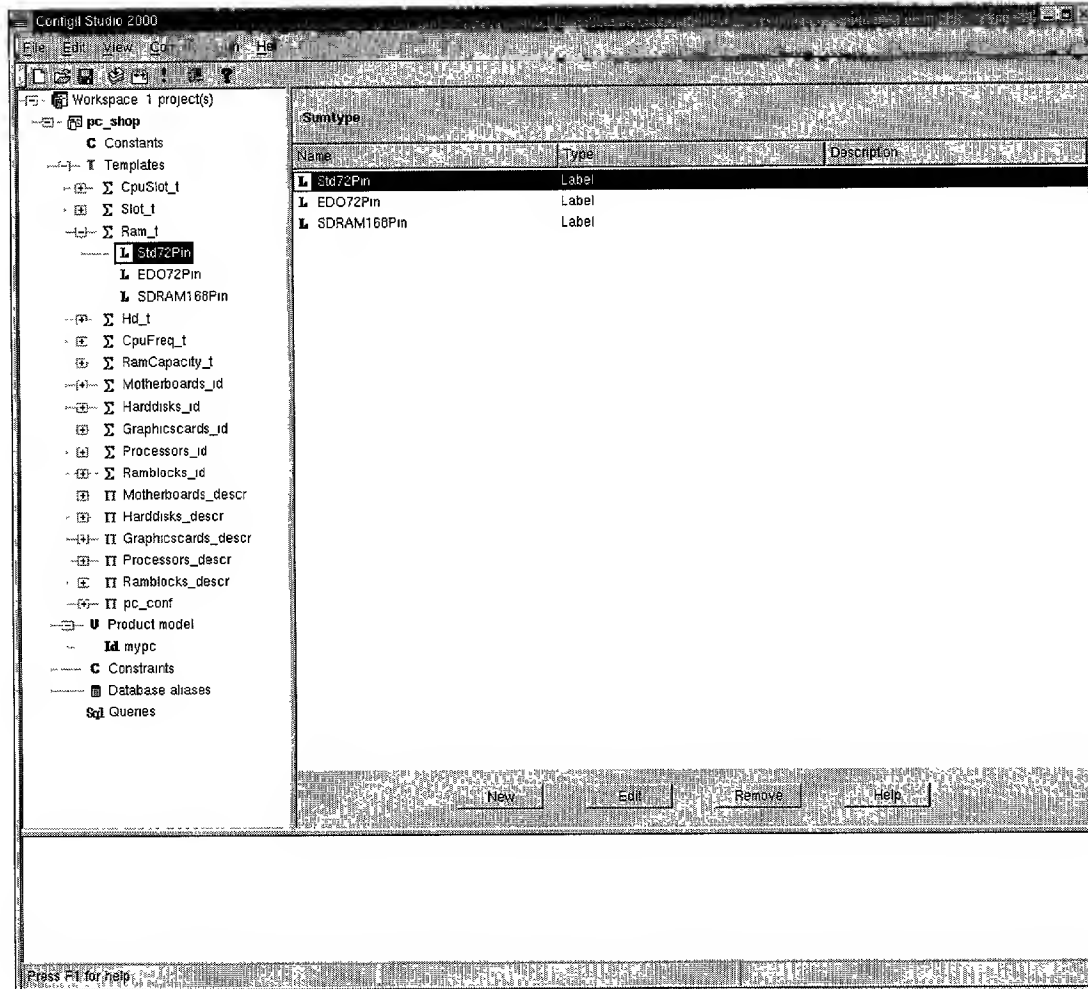 Configit Studio 2000
File Edit View
Workspace 1 project(s)
pc_shop
C Constants
T Templates
Σ CpuSlot_t
Σ Slot_t
Σ Ram_t
L Std72Pin
L EDO72Pin
L SDRAM168Pin
Σ Hd_t
Σ CpuFreq_t
Σ RamCapacity_t
Σ Motherboards_id
Σ Harddisks_id
Σ Graphicscards_id
Σ Processors_id
Σ Ramblocks_id
Π Motherboards_descr
Π Harddisks_descr
Π Graphicscards_descr
Π Processors_descr
Π Ramblocks_descr
Π pc_conf
U Product model
Id mypc
C Constraints
Database aliases
Sql Queries
Sumtype
Name Type Description
L Std72Pin Label
L EDO72Pin Label
L SDRAM168Pin Label
New Edit Remove Help
Press F1 for help